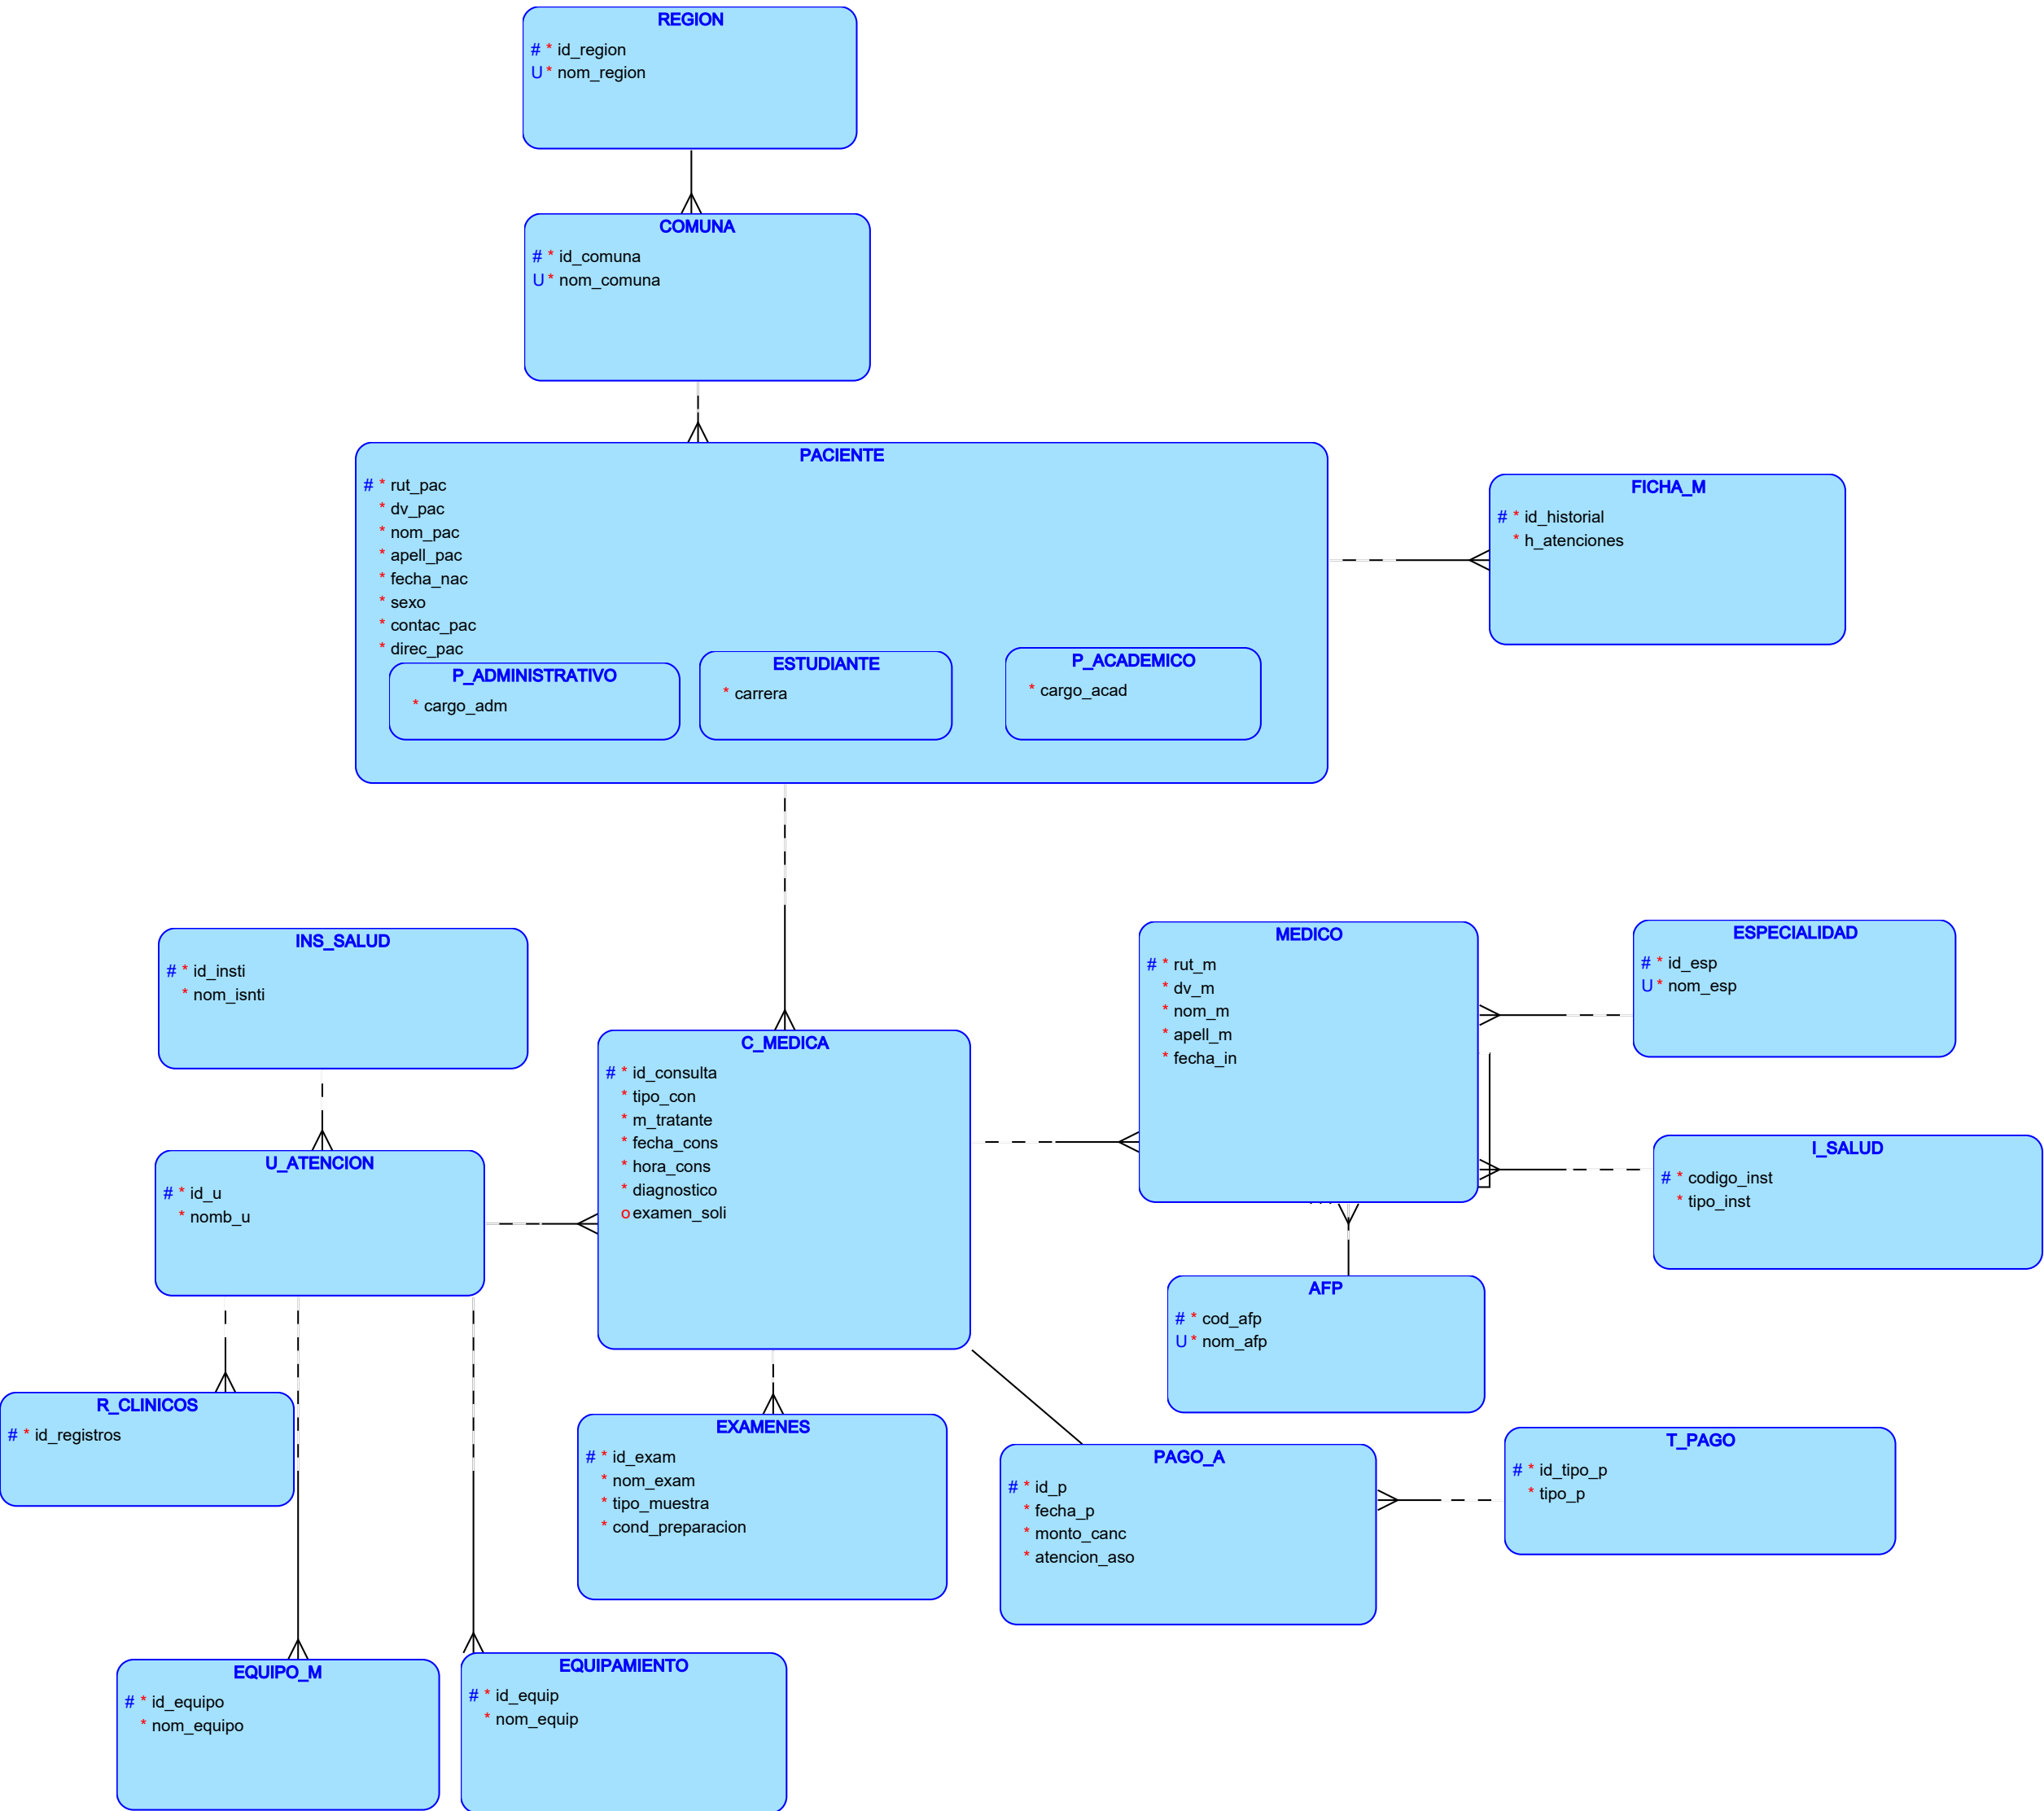 REGION
# * id_region
U * nom_region
COMUNA
# * id_comuna
U * nom_comuna
PACIENTE
# * rut_pac
* dv_pac
* nom_pac
* apell_pac
* fecha_nac
* sexo
* contac_pac
* direc_pac
P_ADMINISTRATIVO
* cargo_adm
ESTUDIANTE
* carrera
P_ACADEMICO
* cargo_acad
FICHA_M
# * id_historial
* h_atenciones
INS_SALUD
# * id_insti
* nom_isnti
MEDICO
# * rut_m
* dv_m
* nom_m
* apell_m
* fecha_in
ESPECIALIDAD
# * id_esp
U * nom_esp
C_MEDICA
# * id_consulta
* tipo_con
* m_tratante
* fecha_cons
* hora_cons
* diagnostico
o examen_soli
U_ATENCION
# * id_u
* nomb_u
I_SALUD
# * codigo_inst
* tipo_inst
AFP
# * cod_afp
U * nom_afp
R_CLINICOS
# * id_registros
EXAMENES
# * id_exam
* nom_exam
* tipo_muestra
* cond_preparacion
PAGO_A
# * id_p
* fecha_p
* monto_canc
* atencion_aso
T_PAGO
# * id_tipo_p
* tipo_p
EQUIPO_M
# * id_equipo
* nom_equipo
EQUIPAMIENTO
# * id_equip
* nom_equip